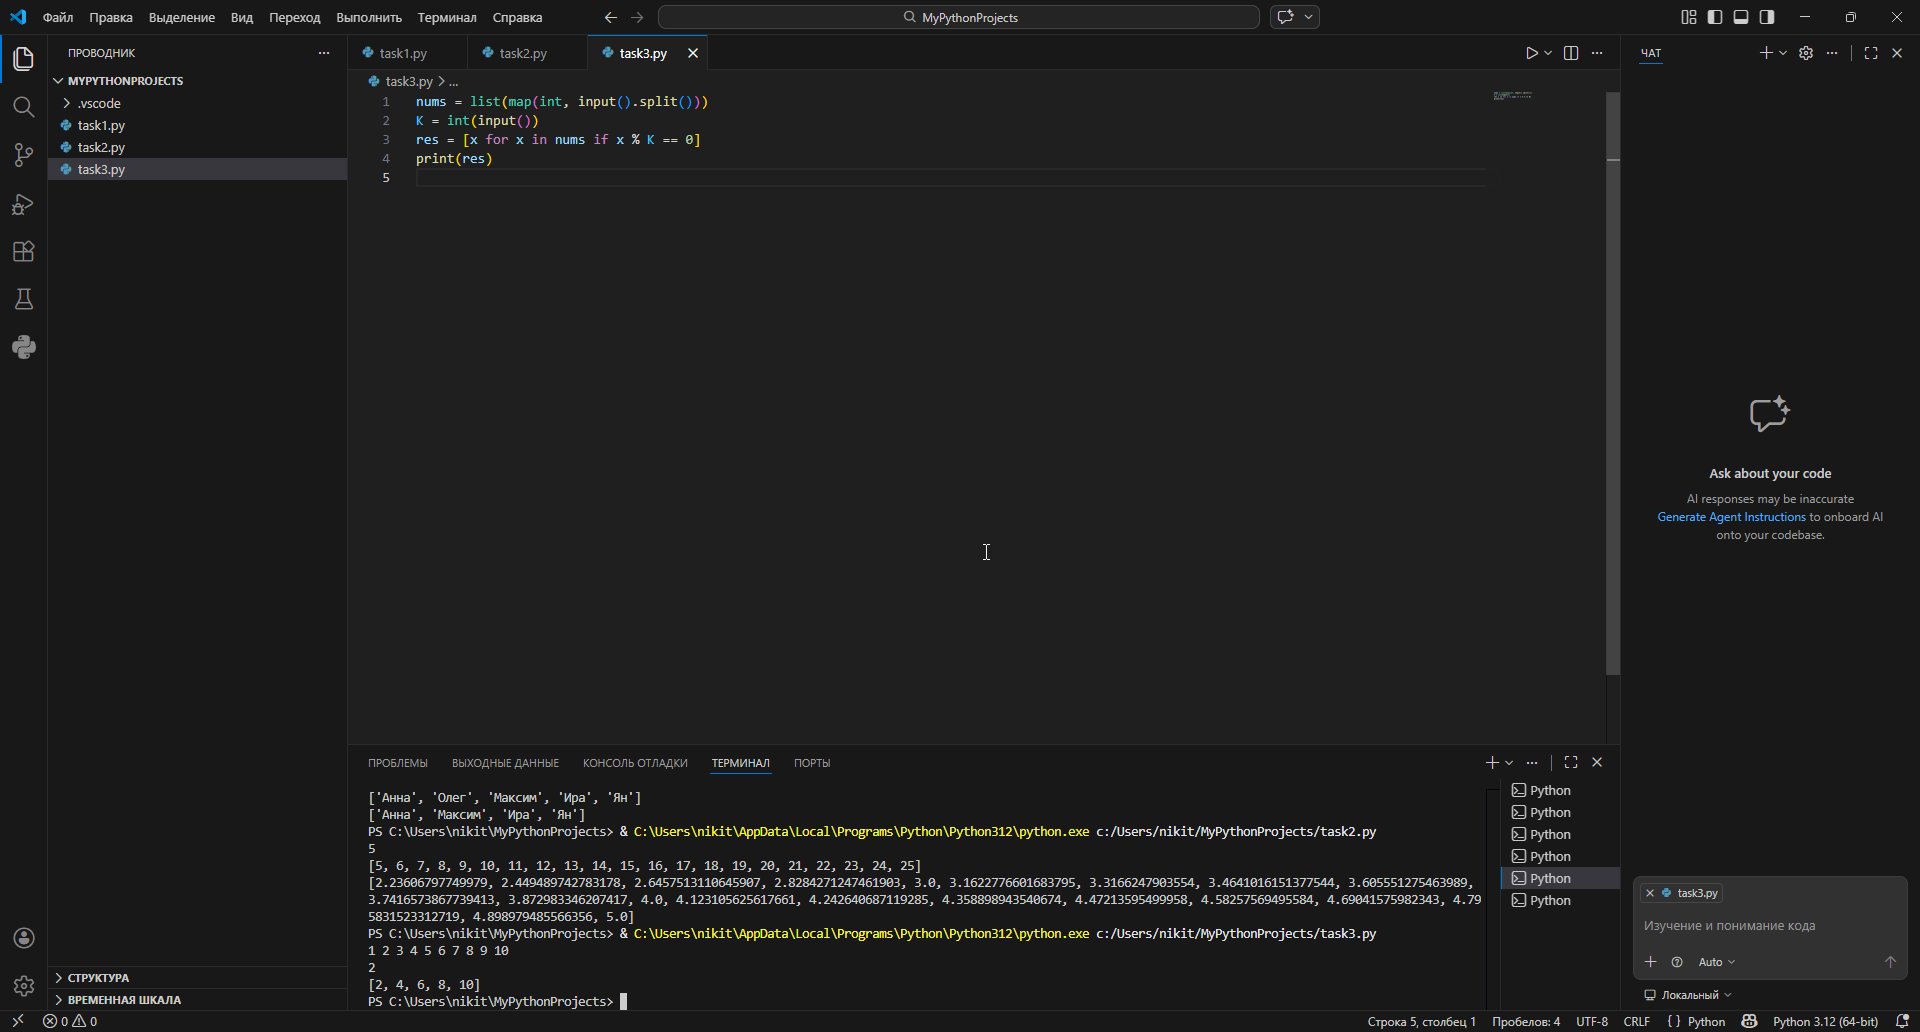 Файл Правка Выделение Вид Переход Выполнить Терминал Справка
MyPythonProjects
ПРОВОДНИК
MYPYTHONPROJECTS
.vscode
task1.py
task2.py
task3.py
СТРУКТУРА
ВРЕМЕННАЯ ШКАЛА
task1.py task2.py task3.py
task3.py > ...
1 nums = list(map(int, input().split()))
2 K = int(input())
3 res = [x for x in nums if x % K == 0]
4 print(res)
5
ПРОБЛЕМЫ ВЫХОДНЫЕ ДАННЫЕ КОНСОЛЬ ОТЛАДКИ ТЕРМИНАЛ ПОРТЫ
['Анна', 'Олег', 'Максим', 'Ира', 'Ян']
['Анна', 'Максим', 'Ира', 'Ян']
PS C:\Users\nikit\MyPythonProjects> & C:\Users\nikit\AppData\Local\Programs\Python\Python312\python.exe c:/Users/nikit/MyPythonProjects/task2.py
5
[5, 6, 7, 8, 9, 10, 11, 12, 13, 14, 15, 16, 17, 18, 19, 20, 21, 22, 23, 24, 25]
[2.23606797749979, 2.449489742783178, 2.6457513110645907, 2.8284271247461903, 3.0, 3.1622776601683795, 3.3166247903554, 3.4641016151377544, 3.605551275463989,
3.7416573867739413, 3.872983346207417, 4.0, 4.123105625617661, 4.242640687119285, 4.358898943540674, 4.47213595499958, 4.58257569495584, 4.69041575982343, 4.79
5831523312719, 4.898979485566356, 5.0]
PS C:\Users\nikit\MyPythonProjects> & C:\Users\nikit\AppData\Local\Programs\Python\Python312\python.exe c:/Users/nikit/MyPythonProjects/task3.py
1 2 3 4 5 6 7 8 9 10
2
[2, 4, 6, 8, 10]
PS C:\Users\nikit\MyPythonProjects>
Python
Python
Python
Python
Python
Python
ЧАТ
Ask about your code
AI responses may be inaccurate
Generate Agent Instructions to onboard AI
onto your codebase.
task3.py
Изучение и понимание кода
Auto
Локальный
0 0
Строка 5, столбец 1 Пробелов: 4 UTF-8 CRLF { } Python Python 3.12 (64-bit)